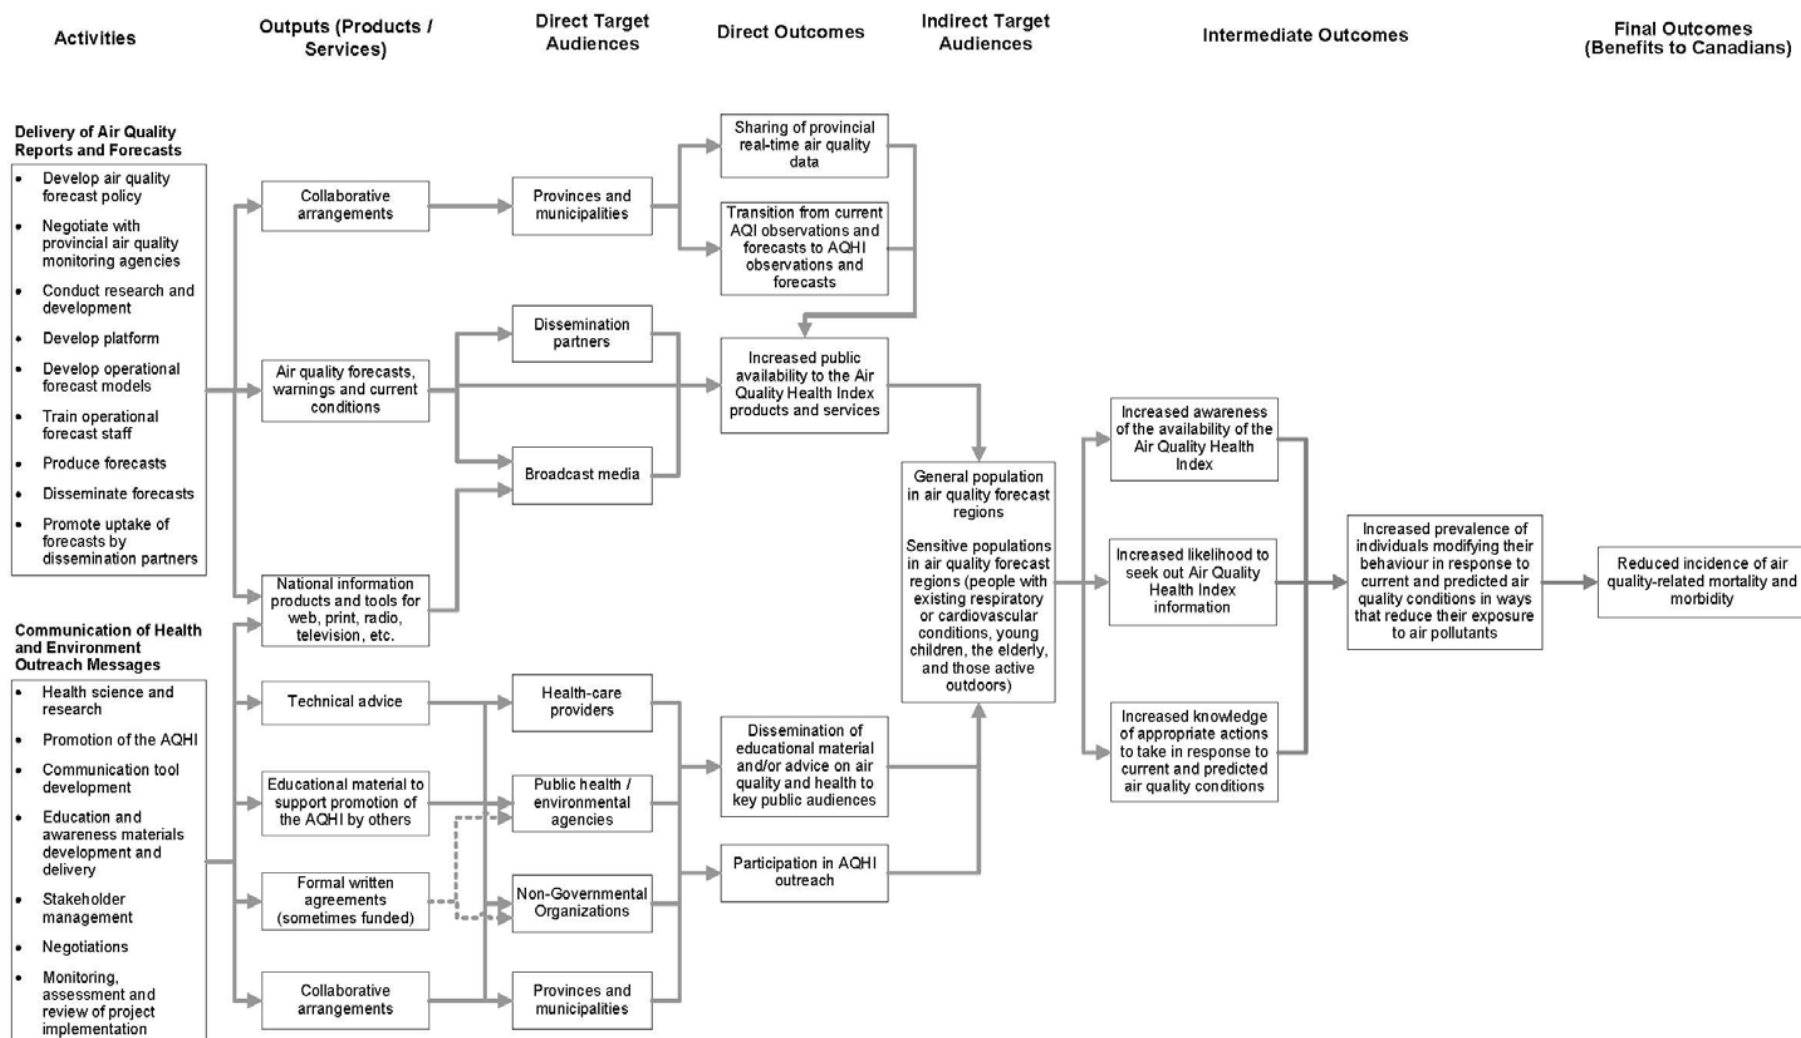 Activities
Outputs (Products /
Services)
Direct Target
Audiences
Direct Outcomes
Indirect Target
Audiences
Intermediate Outcomes
Final Outcomes
(Benefits to Canadians)
Delivery of Air Quality
Reports and Forecasts
• Develop air quality
forecast policy
• Negotiate with
provincial air quality
monitoring agencies
• Conduct research and
development
• Develop platform
• Develop operational
forecast models
• Train operational
forecast staff
• Produce forecasts
• Disseminate forecasts
• Promote uptake of
forecasts by
dissemination partners
Communication of Health
and Environment
Outreach Messages
• Health science and
research
• Promotion of the AQHI
• Communication tool
development
• Education and
awareness materials
development and
delivery
• Stakeholder
management
• Negotiations
• Monitoring,
assessment and
review of project
implementation
Collaborative
arrangements
Air quality forecasts,
warnings and current
conditions
National information
products and tools for
web, print, radio,
television, etc.
Technical advice
Educational material to
support promotion of
the AQHI by others
Formal written
agreements
(sometimes funded)
Collaborative
arrangements
Provinces and
municipalities
Dissemination
partners
Broadcast media
Health-care
providers
Public health /
environmental
agencies
Non-Governmental
Organizations
Provinces and
municipalities
Sharing of provincial
real-time air quality
data
Transition from current
AQI observations and
forecasts to AQHI
observations and
forecasts
Increased public
availability to the Air
Quality Health Index
products and services
Dissemination of
educational material
and/or advice on air
quality and health to
key public audiences
Participation in AQHI
outreach
General population
in air quality forecast
regions
Sensitive populations
in air quality forecast
regions (people with
existing respiratory
or cardiovascular
conditions, young
children, the elderly,
and those active
outdoors)
Increased awareness
of the availability of the
Air Quality Health
Index
Increased likelihood to
seek out Air Quality
Health Index
information
Increased knowledge
of appropriate actions
to take in response to
current and predicted
air quality conditions
Increased prevalence of
individuals modifying their
behaviour in response to
current and predicted air
quality conditions in ways
that reduce their exposure
to air pollutants
Reduced incidence of air
quality-related mortality and
morbidity